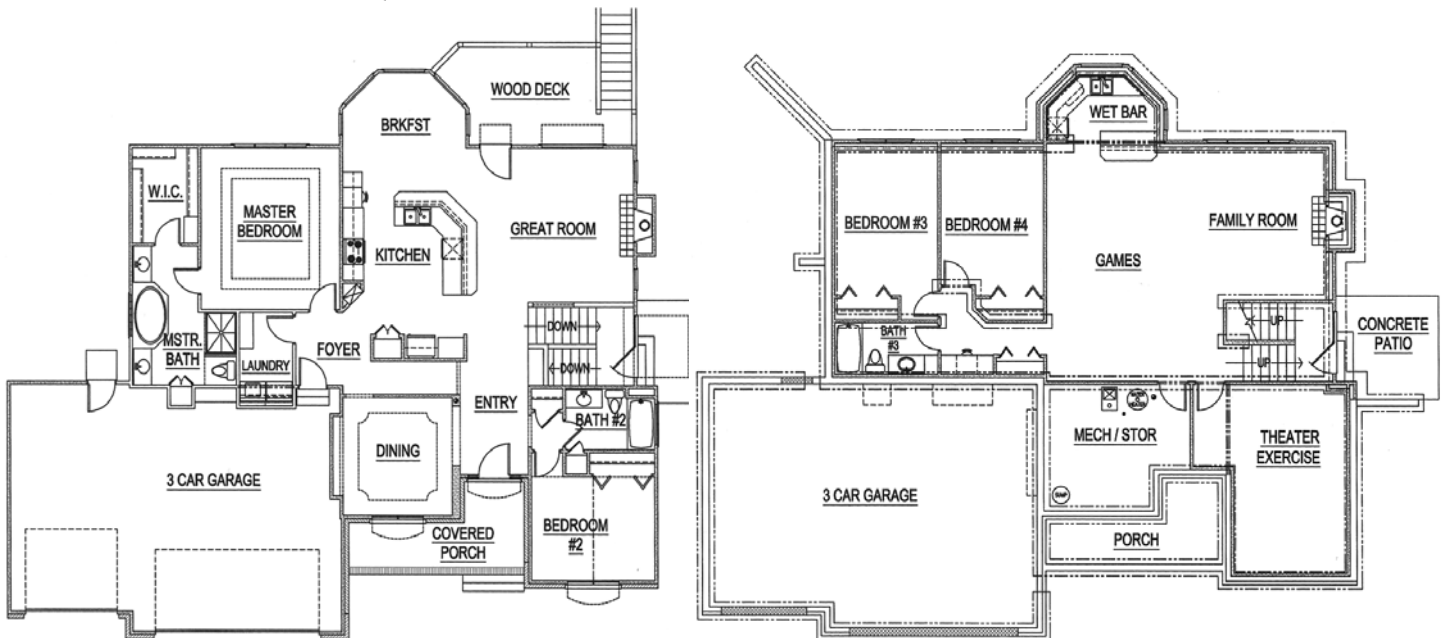 WOOD DECK
BRKFST
W.I.C.
MASTER
BEDROOM
GREAT ROOM
KITCHEN
DOWN
MSTR.
BATH
FOYER
LAUNDRY
DOWN
ENTRY
BATH #2
DINING
3 CAR GARAGE
COVERED
PORCH
BEDROOM
#2
WET BAR
BEDROOM #3
BEDROOM #4
FAMILY ROOM
GAMES
UP
CONCRETE
PATIO
BATH
#3
UP
MECH / STOR
THEATER
EXERCISE
3 CAR GARAGE
PORCH